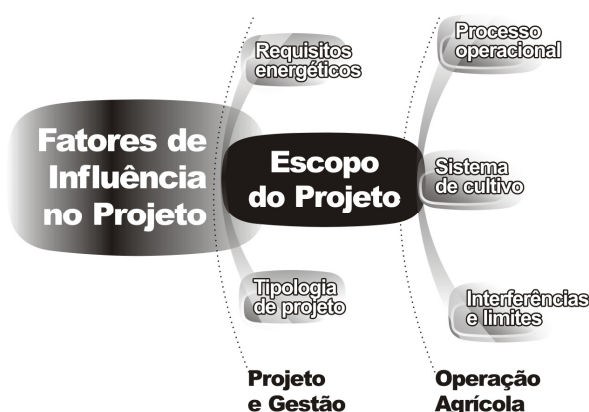 Fatores de
Influência
no Projeto
Requisitos
energéticos
Escopo
do Projeto
Tipologia
de projeto
Processo
operacional
Sistema
de cultivo
Interferências
e limites
Projeto
e Gestão
Operação
Agrícola